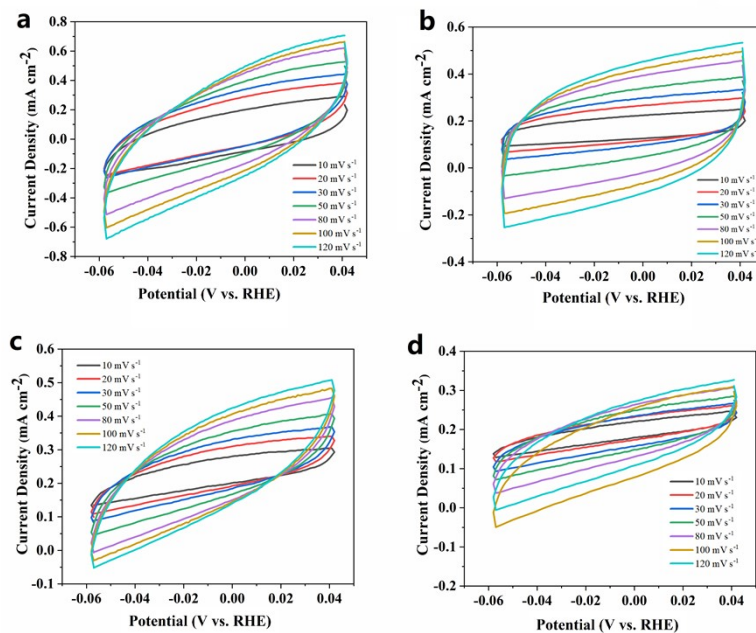 a
Current Density (mA cm⁻²)
0.8
0.6
0.4
0.2
0.0
-0.2
-0.4
-0.6
-0.8
10 mV s⁻¹
20 mV s⁻¹
30 mV s⁻¹
50 mV s⁻¹
80 mV s⁻¹
100 mV s⁻¹
120 mV s⁻¹
-0.06 -0.04 -0.02 0.00 0.02 0.04
Potential (V vs. RHE)
b
Current Density (mA cm⁻²)
0.6
0.4
0.2
0.0
-0.2
-0.4
10 mV s⁻¹
20 mV s⁻¹
30 mV s⁻¹
50 mV s⁻¹
80 mV s⁻¹
100 mV s⁻¹
120 mV s⁻¹
-0.06 -0.04 -0.02 0.00 0.02 0.04
Potential (V vs. RHE)
c
Current Density (mA cm⁻²)
0.6
0.5
0.4
0.3
0.2
0.1
0.0
-0.1
10 mV s⁻¹
20 mV s⁻¹
30 mV s⁻¹
50 mV s⁻¹
80 mV s⁻¹
100 mV s⁻¹
120 mV s⁻¹
-0.06 -0.04 -0.02 0.00 0.02 0.04
Potential (V vs. RHE)
d
Current Density (mA cm⁻²)
0.4
0.3
0.2
0.1
0.0
-0.1
0.2
10 mV s⁻¹
20 mV s⁻¹
30 mV s⁻¹
50 mV s⁻¹
80 mV s⁻¹
100 mV s⁻¹
120 mV s⁻¹
-0.06 -0.04 -0.02 0.00 0.02 0.04
Potential (V vs. RHE)